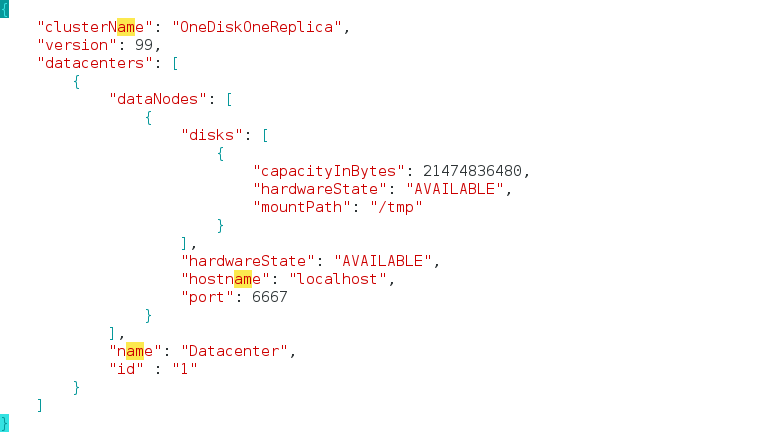 {
    "clusterName": "OneDiskOneReplica",
    "version": 99,
    "datacenters": [
        {
            "dataNodes": [
                {
                    "disks": [
                        {
                            "capacityInBytes": 21474836480,
                            "hardwareState": "AVAILABLE",
                            "mountPath": "/tmp"
                        }
                    ],
                    "hardwareState": "AVAILABLE",
                    "hostname": "localhost",
                    "port": 6667
                }
            ],
            "name": "Datacenter",
            "id" : "1"
        }
    ]
}